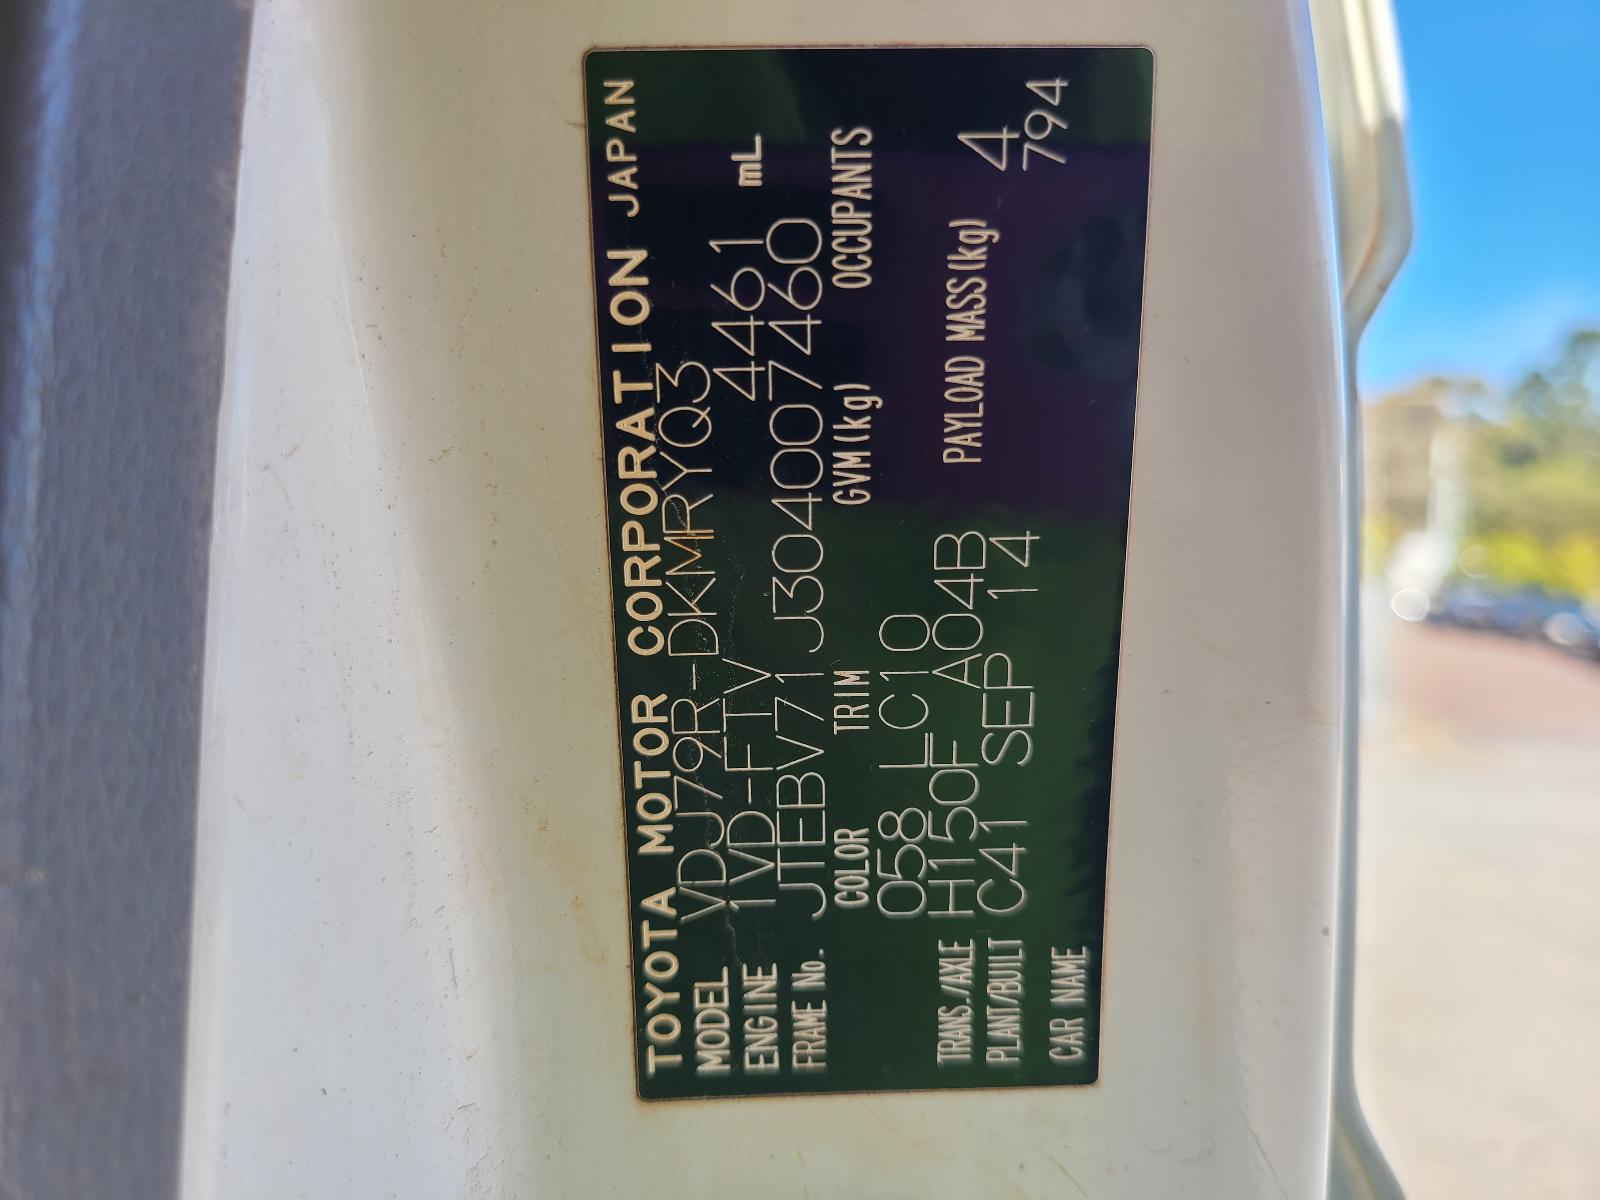 TOYOTA MOTOR CORPORATION JAPAN
MODEL VDJ79R-DKMRYQ3
ENGINE 1VD-FTV 4461 mL
FRAME No. JTEBV71J304007460
COLOR TRIM GVM(kg) OCCUPANTS
058 LC10
TRANS./AXLE H150F A04B PAYLOAD MASS(kg) 4
PLANT/BUILT C41 SEP 14 794
CAR NAME